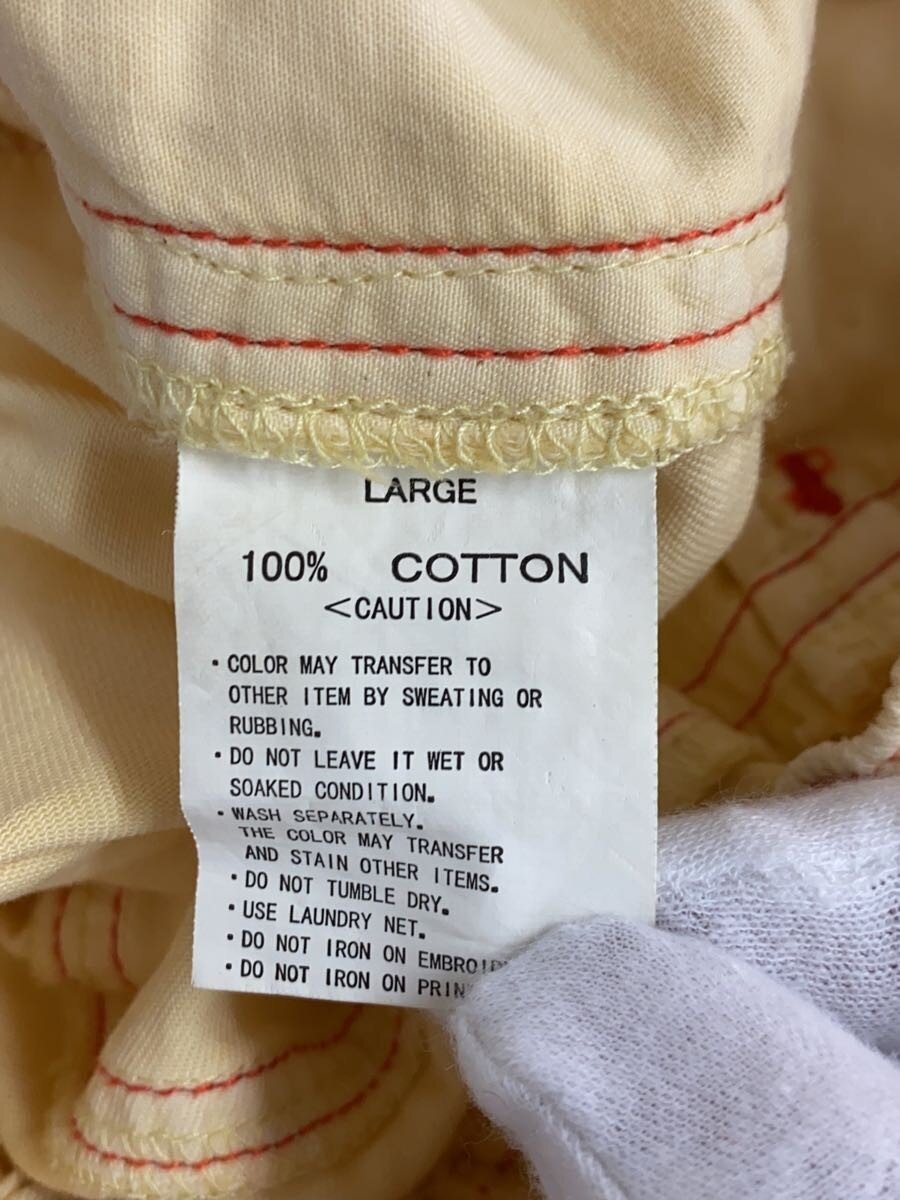 LARGE
100% COTTON
<CAUTION>
・COLOR MAY TRANSFER TO
OTHER ITEM BY SWEATING OR
RUBBING.
・DO NOT LEAVE IT WET OR
SOAKED CONDITION.
・WASH SEPARATELY.
THE COLOR MAY TRANSFER
AND STAIN OTHER ITEMS.
・DO NOT TUMBLE DRY.
・USE LAUNDRY NET.
・DO NOT IRON ON
・DO NOT IRON ON